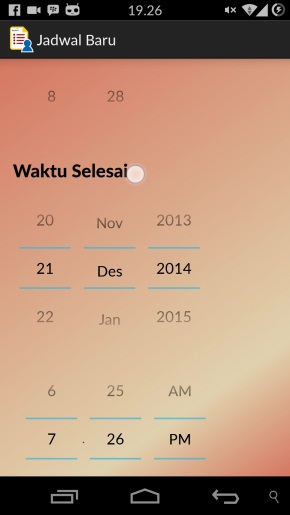 19.26
Jadwal Baru
8 28
Waktu Selesai
20 Nov 2013
21 Des 2014
22 Jan 2015
6 25 AM
7 . 26 PM